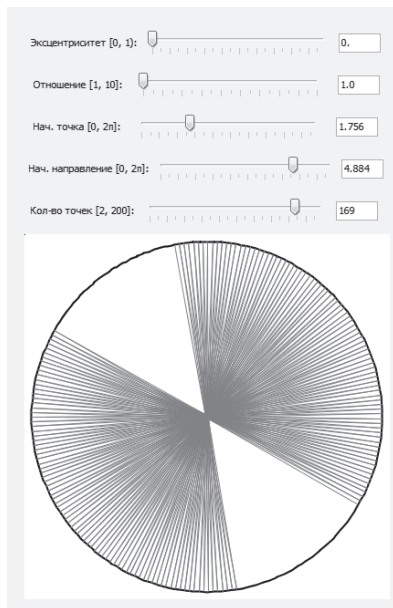 Эксцентриситет [0, 1): 0.
Отношение [1, 10]: 1.0
Нач. точка [0, 2π]: 1.756
Нач. направление [0, 2π]: 4.884
Кол-во точек [2, 200]: 169